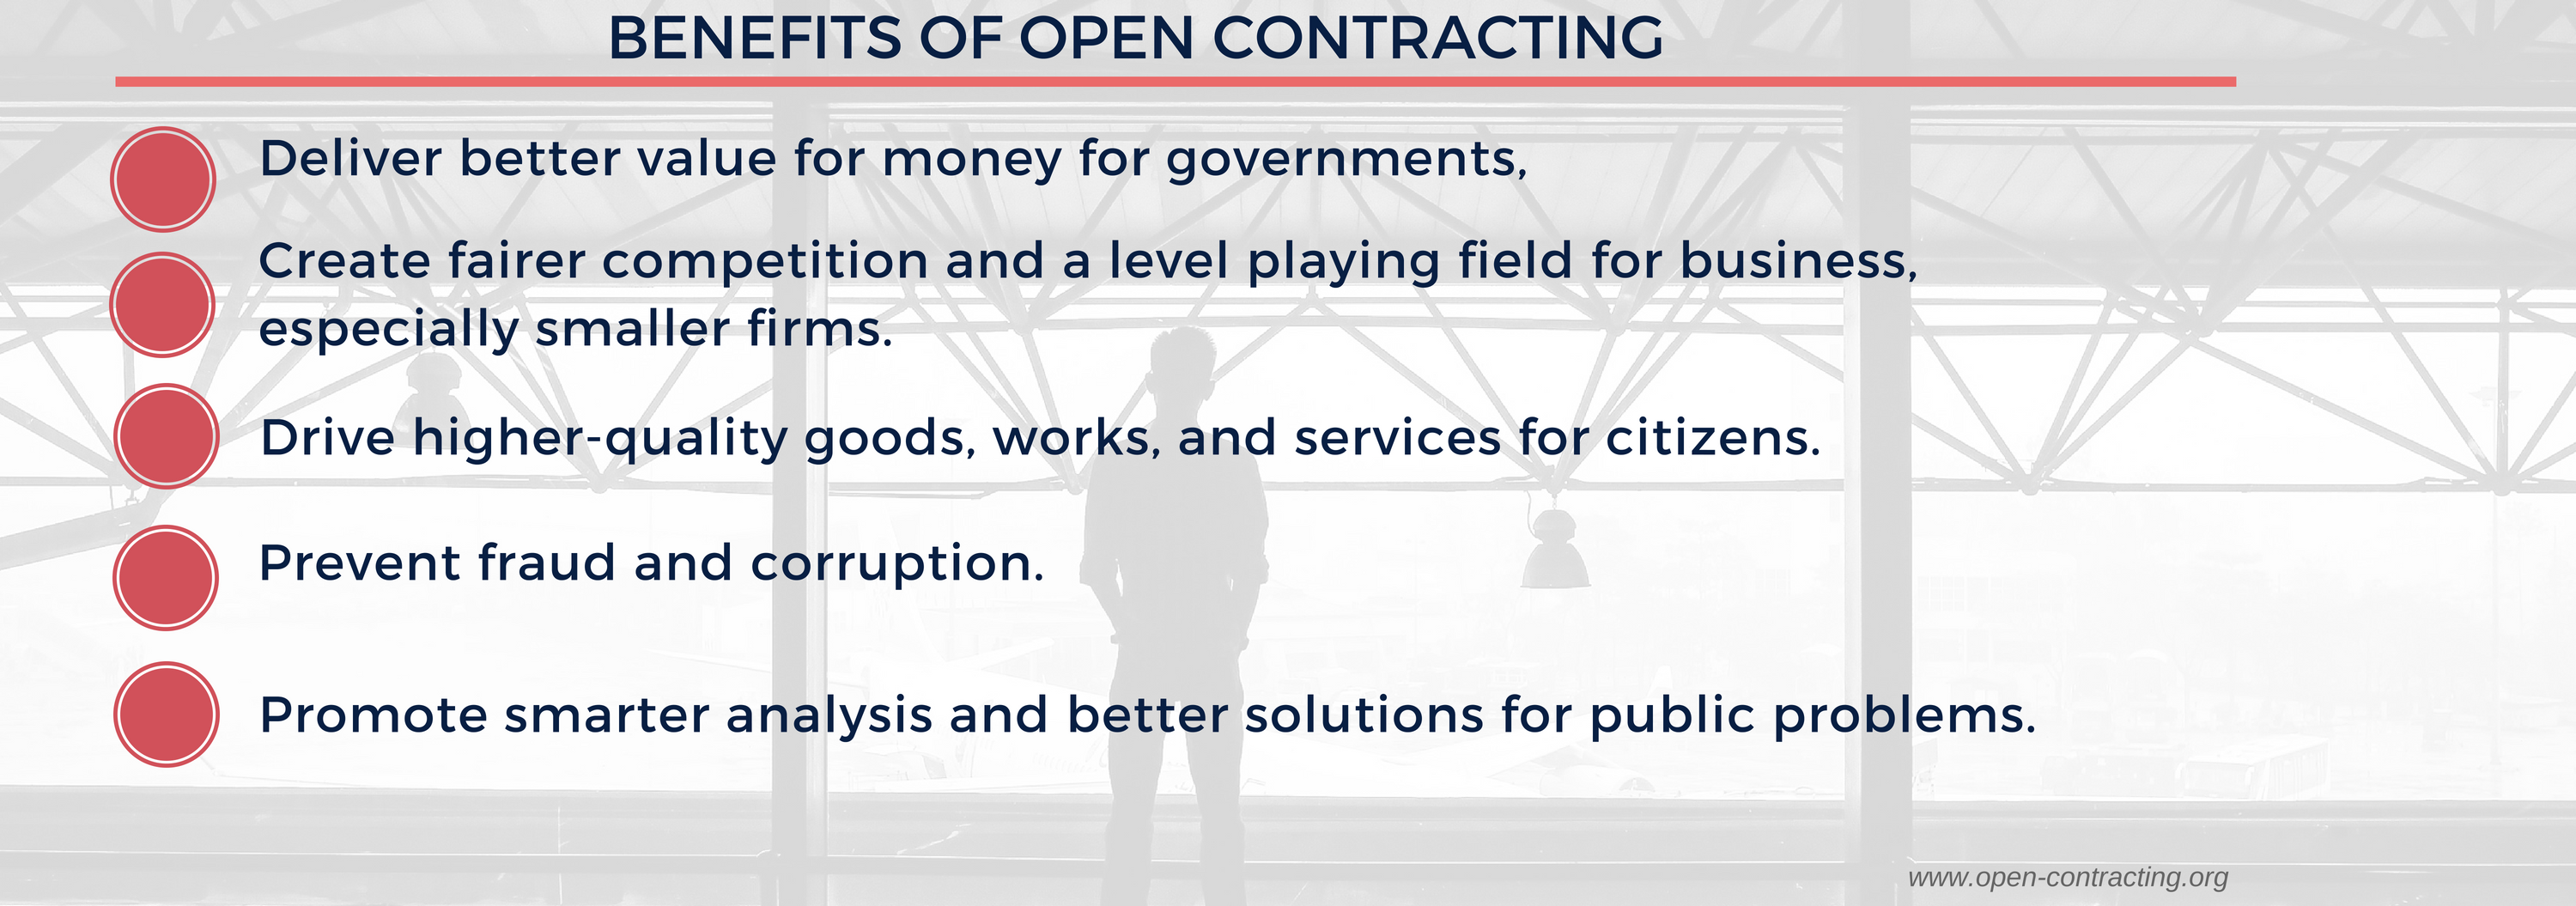 BENEFITS OF OPEN CONTRACTING
Deliver better value for money for governments,
Create fairer competition and a level playing field for business,
especially smaller firms.
Drive higher-quality goods, works, and services for citizens.
Prevent fraud and corruption.
Promote smarter analysis and better solutions for public problems.
www.open-contracting.org